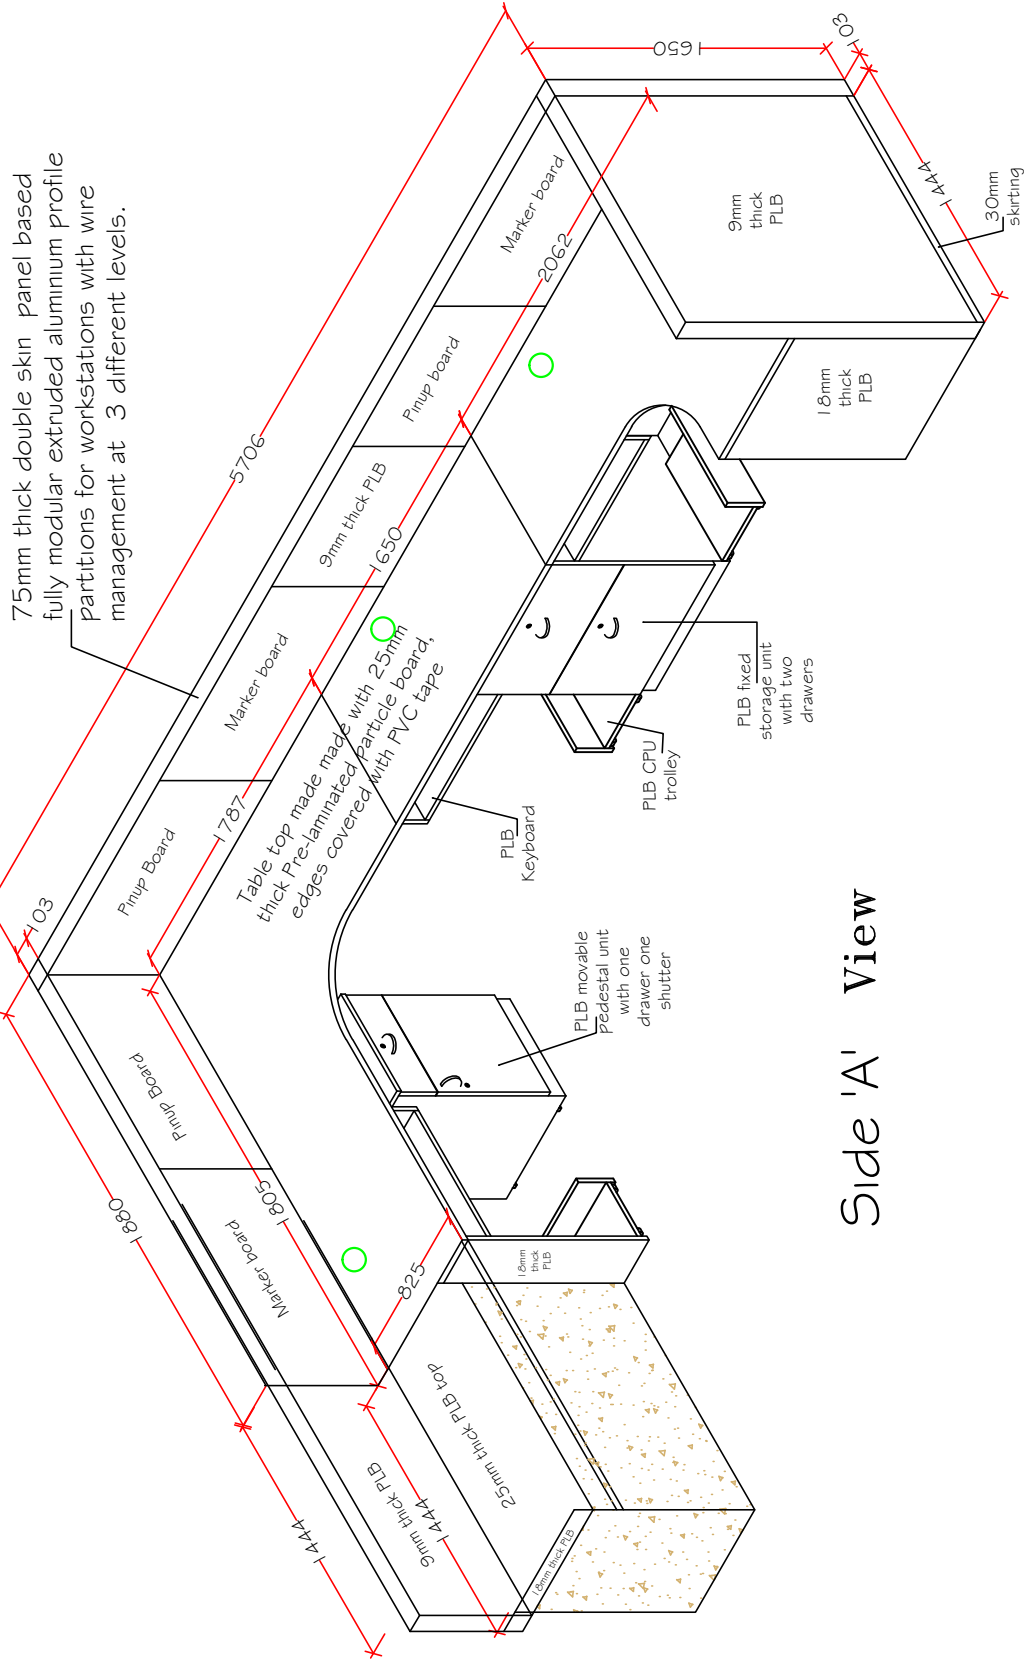 75mm thick double skin panel based
fully modular extruded aluminium profile
partitions for workstations with wire
management at 3 different levels.
5706
103
1880
1444
1650
103
1444
30mm
skirting
9mm
thick
PLB
18mm
thick
PLB
Marker board
2062
Pinup board
9mm thick PLB
1650
Marker board
Pinup Board
1787
Table top made made with 25mm
thick Pre-laminated particle board,
edges covered with PVC tape
Pinup Board
Marker board
1805
825
9mm thick PLB
1444
25mm thick PLB top
18mm thick PLB
18mm
thick
PLB
PLB movable
pedestal unit
with one
drawer one
shutter
PLB
Keyboard
PLB CPU
trolley
PLB fixed
storage unit
with two
drawers
Side 'A' View